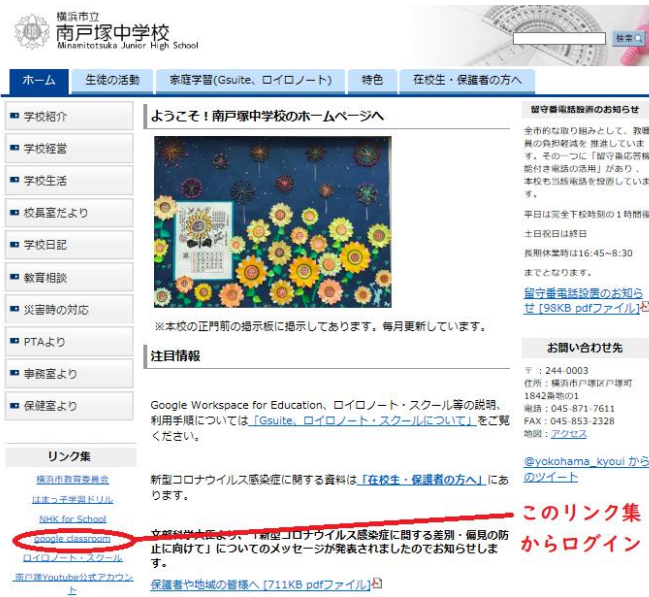 横浜市立
南戸塚中学校
Minamitotsuka Junior High School
検索
ホーム
生徒の活動
家庭学習(Gsuite、ロイロノート)
特色
在校生・保護者の方へ
学校紹介
学校経営
学校生活
校長室だより
学校日記
教育相談
災害時の対応
PTAより
事務室より
保健室より
リンク集
横浜市教育委員会
はまっ子学習ドリル
NHK for School
google classroom
ロイロノート・スクール
南戸塚Youtube公式アカウン
ト
ようこそ！南戸塚中学校のホームページへ
※本校の正門前の掲示板に掲示してあります。毎月更新しています。
注目情報
Google Workspace for Education、ロイロノート・スクール等の説明、
利用手順については「Gsuite、ロイロノート・スクールについて」をご覧
ください。
新型コロナウイルス感染症に関する資料は「在校生・保護者の方へ」にあ
ります。
文部科学大臣より、「新型コロナウイルス感染症に関する差別・偏見の防
止に向けて」についてのメッセージが発表されましたのでお知らせしま
す。
保護者や地域の皆様へ [711KB pdfファイル]
留守番電話設置のお知らせ
全市的な取り組みとして、教職
員の負担軽減を 推進していま
す。その一つに「留守番応答機
能付き電話の活用」があり、
本校も当該電話を設置していま
す。
平日は完全下校時刻の1時間後
土日祝日は終日
長期休業時は16:45~8:30
までとなります。
留守番電話設置のお知ら
せ [98KB pdfファイル]
お問い合わせ先
〒：244-0003
住所：横浜市戸塚区戸塚町
1842番地の1
電話：045-871-7611
FAX：045-853-2328
地図：アクセス
@yokohama_kyoui から
のツイート
このリンク集
からログイン